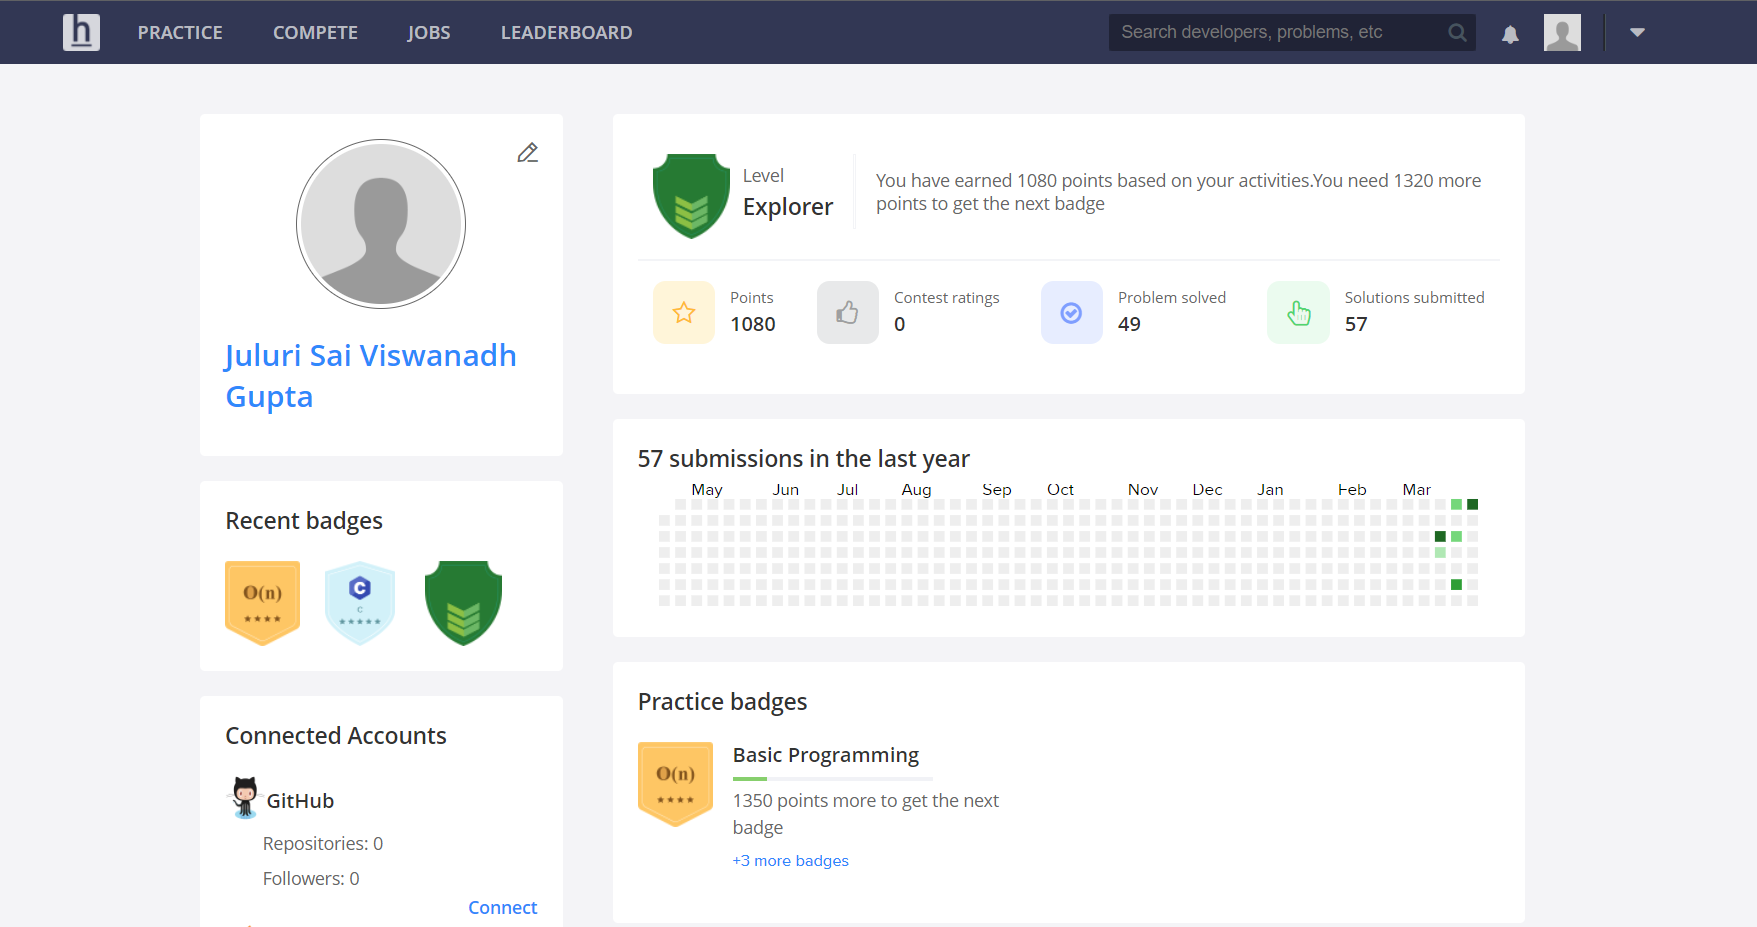 h PRACTICE COMPETE JOBS LEADERBOARD Search developers, problems, etc
Juluri Sai Viswanadh
Gupta
Level
Explorer
You have earned 1080 points based on your activities.You need 1320 more
points to get the next badge
Points
1080
Contest ratings
0
Problem solved
49
Solutions submitted
57
57 submissions in the last year
May Jun Jul Aug Sep Oct Nov Dec Jan Feb Mar
Recent badges
O(n)
C
C
Connected Accounts
GitHub
Repositories: 0
Followers: 0
Connect
Practice badges
O(n)
Basic Programming
1350 points more to get the next
badge
+3 more badges